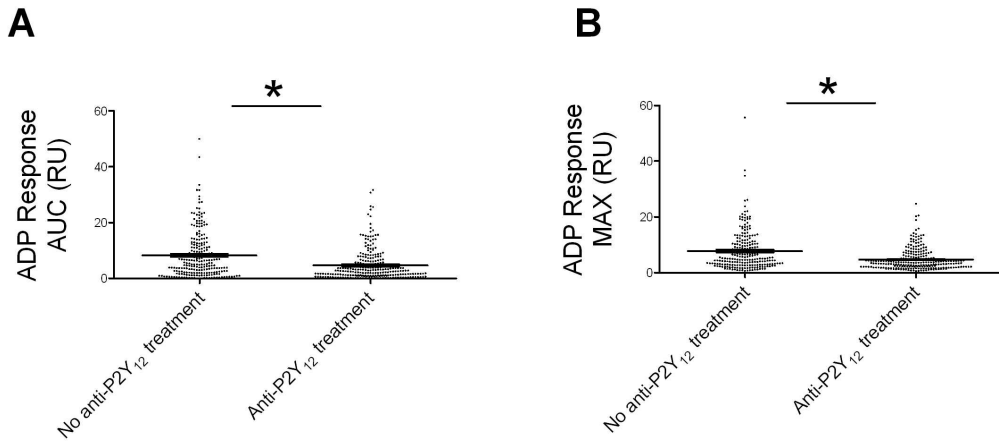 A
*
ADP Response
AUC (RU)
60
40
20
0
No anti-P2Y₁₂ treatment
Anti-P2Y₁₂ treatment
B
*
ADP Response
MAX (RU)
60
40
20
0
No anti-P2Y₁₂ treatment
Anti-P2Y₁₂ treatment